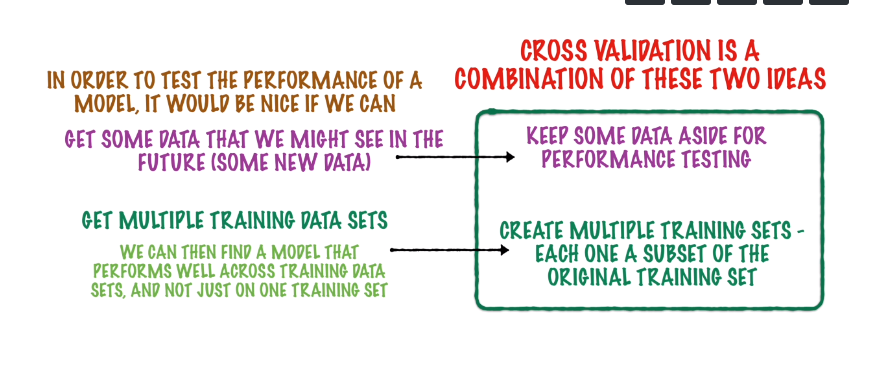 IN ORDER TO TEST THE PERFORMANCE OF A
MODEL, IT WOULD BE NICE IF WE CAN
GET SOME DATA THAT WE MIGHT SEE IN THE
FUTURE (SOME NEW DATA)
GET MULTIPLE TRAINING DATA SETS
WE CAN THEN FIND A MODEL THAT
PERFORMS WELL ACROSS TRAINING DATA
SETS, AND NOT JUST ON ONE TRAINING SET
CROSS VALIDATION IS A
COMBINATION OF THESE TWO IDEAS
KEEP SOME DATA ASIDE FOR
PERFORMANCE TESTING
CREATE MULTIPLE TRAINING SETS -
EACH ONE A SUBSET OF THE
ORIGINAL TRAINING SET